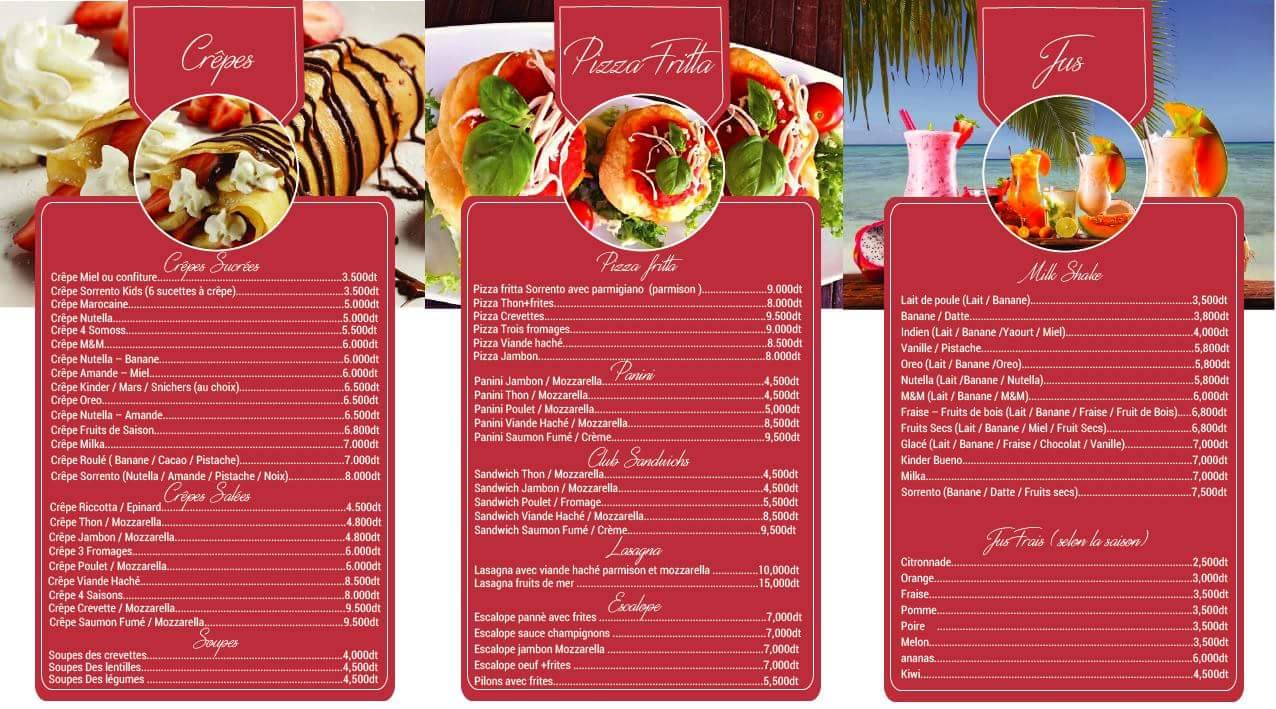 Crêpes
Crêpes Sucrées
Crêpe Miel ou confiture...3.500dt
Crêpe Sorrento Kids (6 sucettes à crêpe)...3.500dt
Crêpe Marocaine...5.000dt
Crêpe Nutella...5.000dt
Crêpe 4 Somoss...5.500dt
Crêpe M&M...6.000dt
Crêpe Nutella – Banane...6.000dt
Crêpe Amande – Miel...6.000dt
Crêpe Kinder / Mars / Snichers (au choix)...6.500dt
Crêpe Oreo...6.500dt
Crêpe Nutella – Amande...6.500dt
Crêpe Fruits de Saison...6.800dt
Crêpe Milka...7.000dt
Crêpe Roulé ( Banane / Cacao / Pistache)...7.000dt
Crêpe Sorrento (Nutella / Amande / Pistache / Noix)...8.000dt
Crêpes Salées
Crêpe Riccotta / Epinard...4.500dt
Crêpe Thon / Mozzarella...4.800dt
Crêpe Jambon / Mozzarella...4.800dt
Crêpe 3 Fromages...6.000dt
Crêpe Poulet / Mozzarella...6.000dt
Crêpe Viande Haché...8.500dt
Crêpe 4 Saisons...8.000dt
Crêpe Crevette / Mozzarella...9.500dt
Crêpe Saumon Fumé / Mozzarella...9.500dt
Soupes
Soupes des crevettes...4,000dt
Soupes Des lentilles...4,500dt
Soupes Des légumes ...4,500dt
Pizza Fritta
Pizza fritta
Pizza fritta Sorrento avec parmigiano (parmison )...9.000dt
Pizza Thon+frites...8.000dt
Pizza Crevettes...9.500dt
Pizza Trois fromages...9.000dt
Pizza Viande haché...8.500dt
Pizza Jambon...8.000dt
Panini
Panini Jambon / Mozzarella...4,500dt
Panini Thon / Mozzarella...4,500dt
Panini Poulet / Mozzarella...5,000dt
Panini Viande Haché / Mozzarella...8,500dt
Panini Saumon Fumé / Crème...9,500dt
Club Sanduichs
Sandwich Thon / Mozzarella...4,500dt
Sandwich Jambon / Mozzarella...4,500dt
Sandwich Poulet / Fromage...5,500dt
Sandwich Viande Haché / Mozzarella...8,500dt
Sandwich Saumon Fumé / Crème...9,500dt
Lasagna
Lasagna avec viande haché parmison et mozzarella ...10,000dt
Lasagna fruits de mer ...15,000dt
Escalope
Escalope pannè avec frites ...7,000dt
Escalope sauce champignons ...7,000dt
Escalope jambon Mozzarella ...7,000dt
Escalope oeuf +frites ...7,000dt
Pilons avec frites...5,500dt
Jus
Milk Shake
Lait de poule (Lait / Banane)...3,500dt
Banane / Datte...3,800dt
Indien (Lait / Banane /Yaourt / Miel)...4,000dt
Vanille / Pistache...5,800dt
Oreo (Lait / Banane /Oreo)...5,800dt
Nutella (Lait /Banane / Nutella)...5,800dt
M&M (Lait / Banane / M&M)...6,000dt
Fraise – Fruits de bois (Lait / Banane / Fraise / Fruit de Bois)...6,800dt
Fruits Secs (Lait / Banane / Miel / Fruit Secs)...6,800dt
Glacé (Lait / Banane / Fraise / Chocolat / Vanille)...7,000dt
Kinder Bueno...7,000dt
Milka...7,000dt
Sorrento (Banane / Datte / Fruits secs)...7,500dt
Jus Frais ( selon la saison)
Citronnade...2,500dt
Orange...3,000dt
Fraise...3,500dt
Pomme...3,500dt
Poire ...3,500dt
Melon...3,500dt
ananas...6,000dt
Kiwi...4,500dt